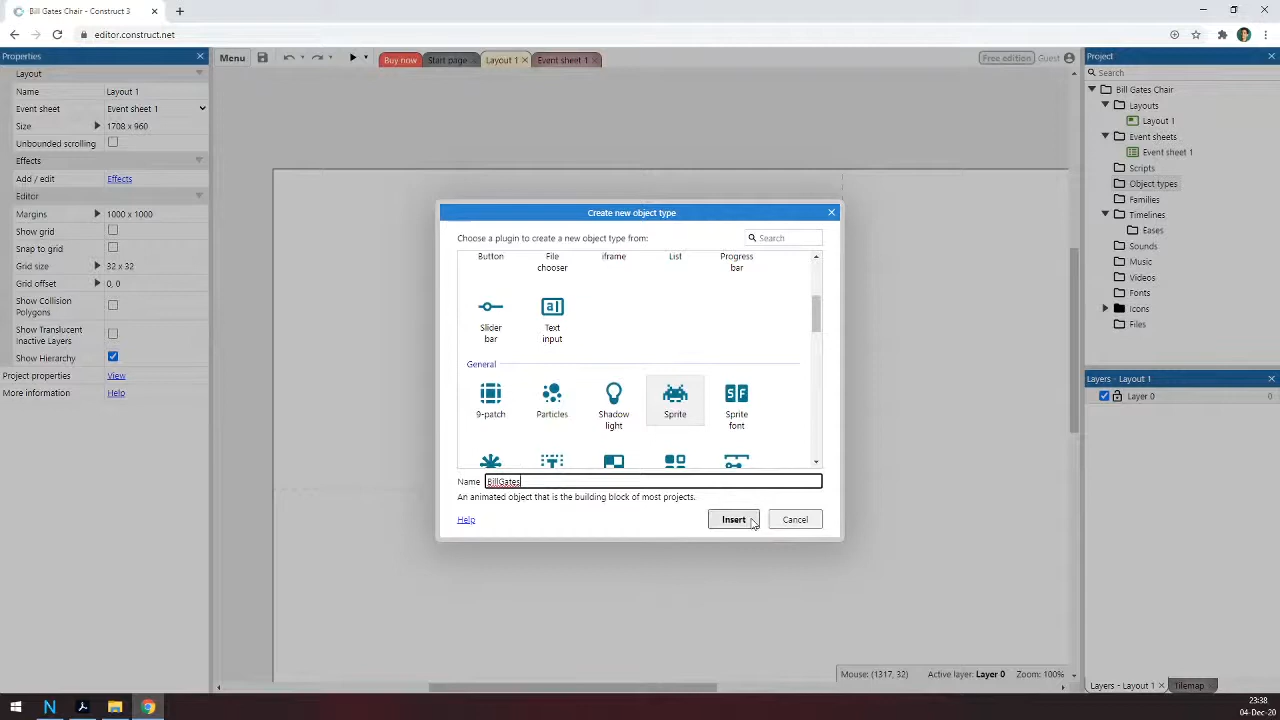 Bill Gates Chair - Construct 3
editor.construct.net
Properties
Menu
Buy now
Start page
Layout 1
Event sheet 1
Free edition
Guest
Project
Layout
Name
Layout 1
Event sheet
Event sheet 1
Size
1708 x 960
Unbounded scrolling
Effects
Add / edit
Effects
Editor
Margins
1000 x 1000
Show grid
Snap to grid
Grid size
32 x 32
Grid offset
0, 0
Show Collision
Polygons
Show Translucent
Inactive Layers
Show Hierarchy
Project properties
View
More information
Help
Create new object type
Choose a plugin to create a new object type from:
Search
Button
File
chooser
iframe
List
Progress
bar
Slider
bar
Text
input
General
9-patch
Particles
Shadow
light
Sprite
Sprite
font
Name
BillGates
An animated object that is the building block of most projects.
Help
Insert
Cancel
Mouse: (1317, 32)
Active layer: Layer 0
Zoom: 100%
Search
Bill Gates Chair
Layouts
Layout 1
Event sheets
Event sheet 1
Scripts
Object types
Families
Timelines
Eases
Sounds
Music
Videos
Fonts
Icons
Files
Layers - Layout 1
Layer 0
0
Layers - Layout 1
Tilemap
23:38
04-Dec-20